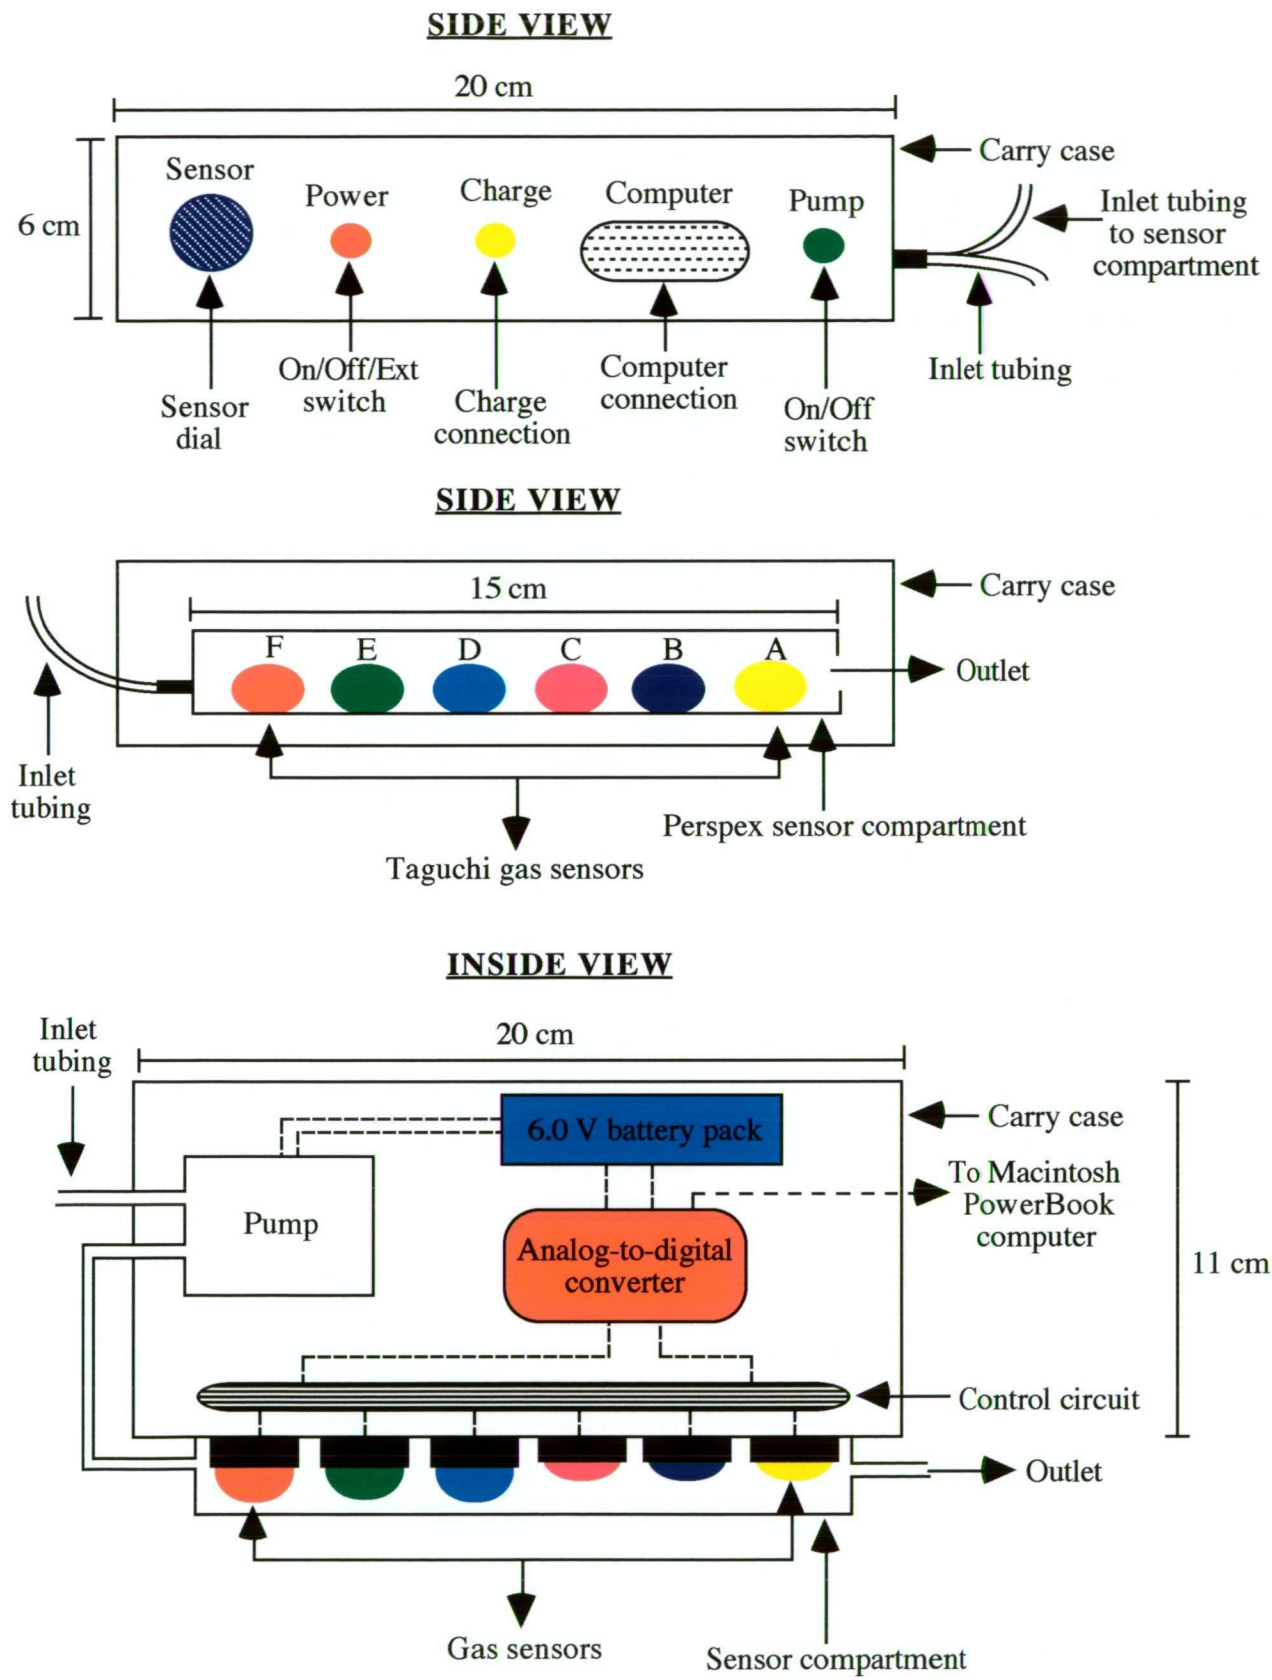 SIDE VIEW
20 cm
Carry case
Sensor
Power
Charge
Computer
Pump
6 cm
Inlet tubing
to sensor
compartment
On/Off/Ext
switch
Computer
connection
Inlet tubing
Sensor
dial
Charge
connection
On/Off
switch
SIDE VIEW
15 cm
Carry case
F E D C B A
Outlet
Inlet
tubing
Perspex sensor compartment
Taguchi gas sensors
INSIDE VIEW
Inlet
tubing
20 cm
6.0 V battery pack
Carry case
To Macintosh
PowerBook
computer
Pump
Analog-to-digital
converter
11 cm
Control circuit
Outlet
Gas sensors
Sensor compartment